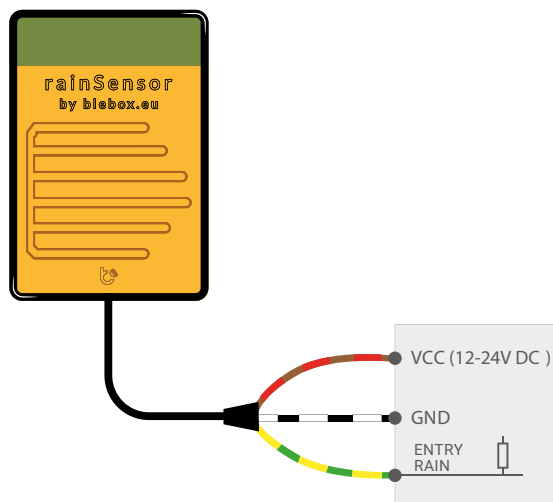 rainSensor
by blebox.eu
VCC (12-24V DC )
GND
ENTRY
RAIN